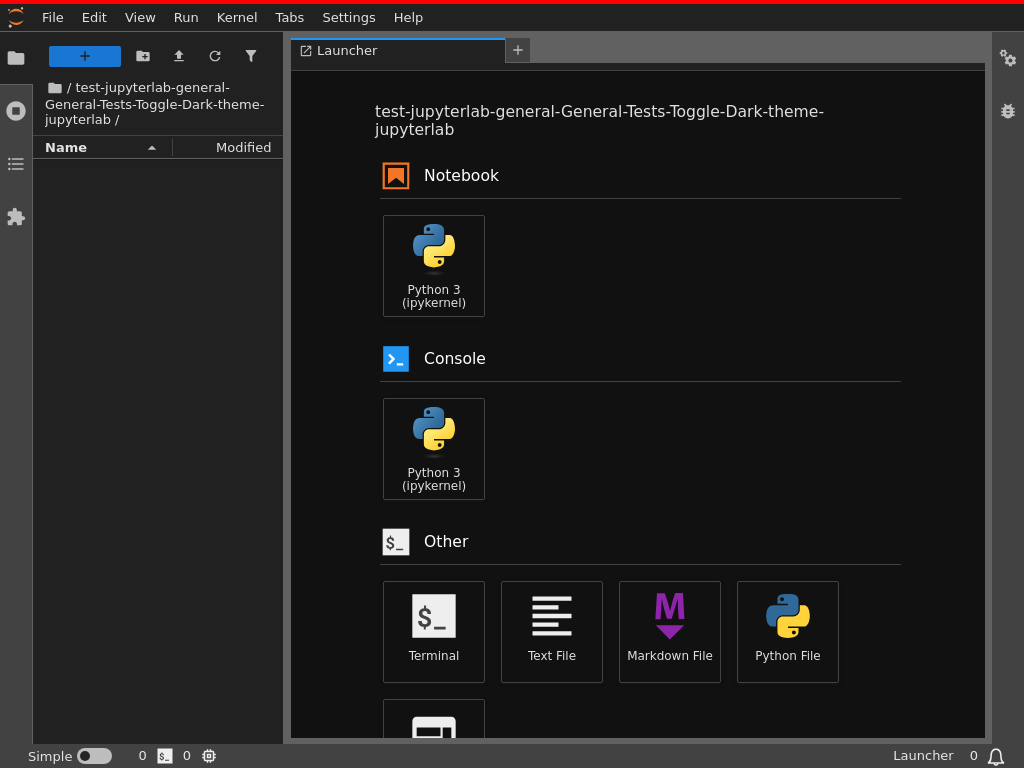 File Edit View Run Kernel Tabs Settings Help
Launcher
/ test-jupyterlab-general-
General-Tests-Toggle-Dark-theme-
jupyterlab /
Name Modified
test-jupyterlab-general-General-Tests-Toggle-Dark-theme-
jupyterlab
Notebook
Python 3
(ipykernel)
Console
Python 3
(ipykernel)
$_ Other
$_
M
Terminal Text File Markdown File Python File
Simple 0 $_ 0 Launcher 0